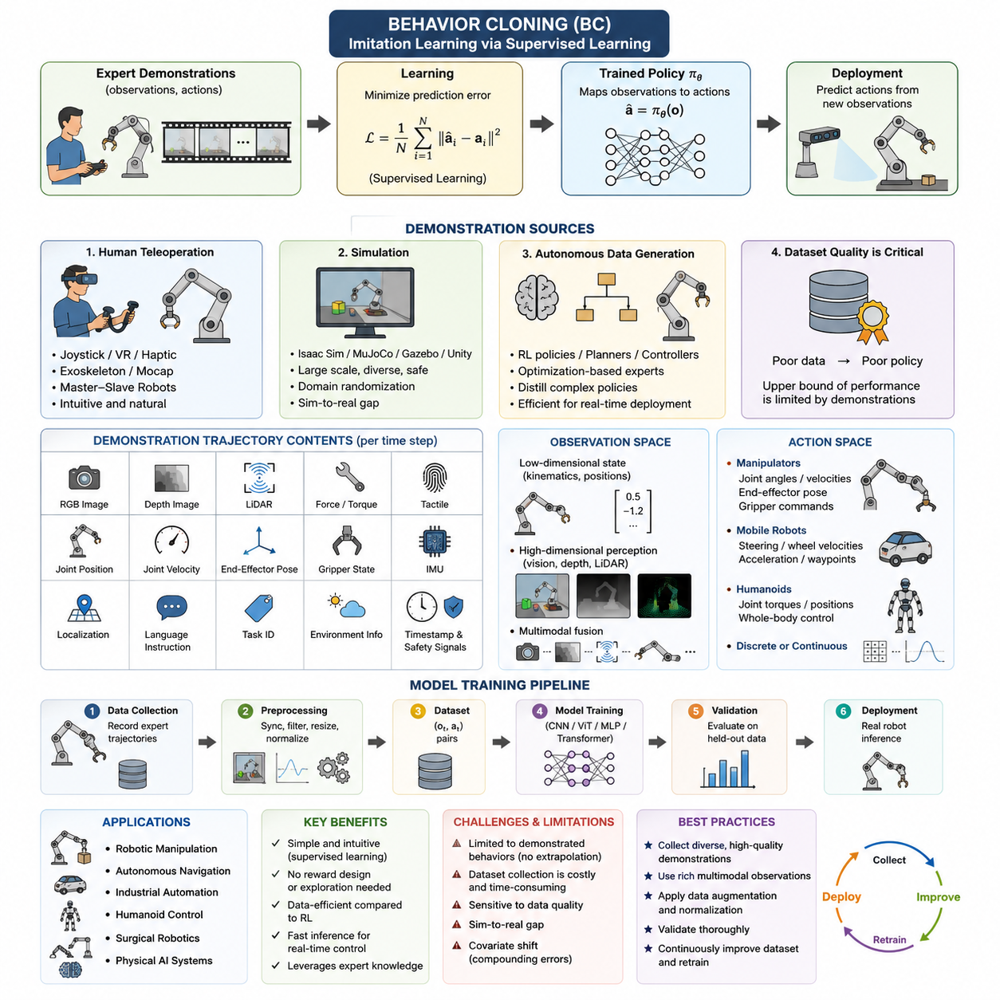 BEHAVIOR CLONING (BC)
Imitation Learning via Supervised Learning
Expert Demonstrations
(observations, actions)
Learning
Minimize prediction error
ℒ = 1/N ∑ᵢ₌₁ᴺ ‖âᵢ − aᵢ‖²
(Supervised Learning)
Trained Policy πθ
Maps observations to actions
â = πθ(o)
Deployment
Predict actions from
new observations
DEMONSTRATION SOURCES
1. Human Teleoperation
• Joystick / VR / Haptic
• Exoskeleton / Mocap
• Master–Slave Robots
• Intuitive and natural
2. Simulation
• Isaac Sim / MuJoCo / Gazebo / Unity
• Large scale, diverse, safe
• Domain randomization
• Sim-to-real gap
3. Autonomous Data Generation
• RL policies / Planners / Controllers
• Optimization-based experts
• Distill complex policies
• Efficient for real-time deployment
4. Dataset Quality is Critical
Poor data → Poor policy
Upper bound of performance
is limited by demonstrations
DEMONSTRATION TRAJECTORY CONTENTS (per time step)
RGB Image
Depth Image
LiDAR
Force / Torque
Tactile
Joint Position
Joint Velocity
End-Effector Pose
Gripper State
IMU
Localization
Language
Instruction
Task ID
Environment Info
Timestamp &
Safety Signals
OBSERVATION SPACE
Low-dimensional state
(kinematics, positions)
0.5
−1.2
...
• High-dimensional perception
(vision, depth, LiDAR)
• Multimodal fusion
...
ACTION SPACE
• Manipulators
Joint angles / velocities
End-effector pose
Gripper commands
• Mobile Robots
Steering / wheel velocities
Acceleration / waypoints
• Humanoids
Joint torques / positions
Whole-body control
• Discrete or Continuous
MODEL TRAINING PIPELINE
1 Data Collection
Record expert
trajectories
2 Preprocessing
Sync, filter, resize,
normalize
3 Dataset
(oₜ, aₜ)
pairs
4 Model Training
(CNN / ViT / MLP /
Transformer)
5 Validation
Evaluate on
held-out data
6 Deployment
Real robot
inference
APPLICATIONS
• Robotic Manipulation
• Autonomous Navigation
• Industrial Automation
• Humanoid Control
• Surgical Robotics
• Physical AI Systems
KEY BENEFITS
✓ Simple and intuitive
(supervised learning)
✓ No reward design
or exploration needed
✓ Data-efficient compared
to RL
✓ Fast inference for
real-time control
✓ Leverages expert knowledge
CHALLENGES & LIMITATIONS
Limited to demonstrated
behaviors (no extrapolation)
Dataset collection is costly
and time-consuming
Sensitive to data quality
Sim-to-real gap
Covariate shift
(compounding errors)
BEST PRACTICES
★ Collect diverse, high-quality
demonstrations
★ Use rich multimodal observations
★ Apply data augmentation
and normalization
★ Validate thoroughly
★ Continuously improve dataset
and retrain
Collect
Improve
Retrain
Deploy